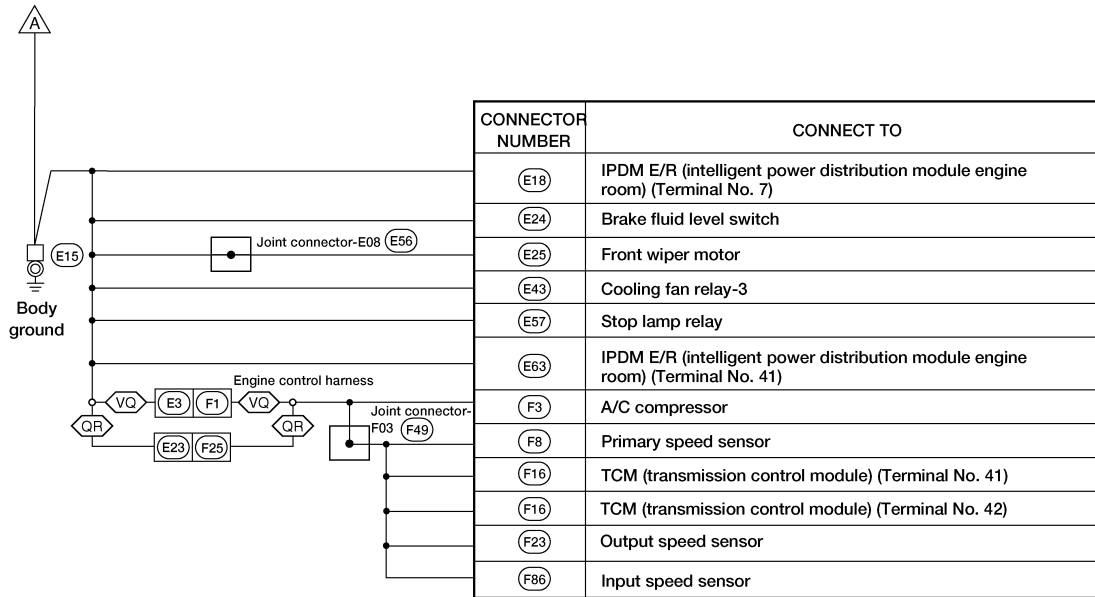 A
CONNECTOR
NUMBER
CONNECT TO
E18
IPDM E/R (intelligent power distribution module engine
room) (Terminal No. 7)
E24
Brake fluid level switch
Joint connector-E08 E56
E15
E25
Front wiper motor
Body
ground
E43
Cooling fan relay-3
E57
Stop lamp relay
E63
IPDM E/R (intelligent power distribution module engine
room) (Terminal No. 41)
Engine control harness
VQ E3 F1 VQ
QR E23 F25 QR
Joint connector-
F03 F49
F3
A/C compressor
F8
Primary speed sensor
F16
TCM (transmission control module) (Terminal No. 41)
F16
TCM (transmission control module) (Terminal No. 42)
F23
Output speed sensor
F86
Input speed sensor